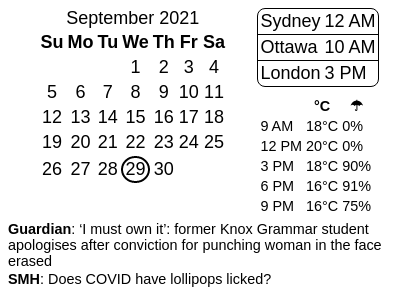 September 2021
Su Mo Tu We Th Fr Sa
1 2 3 4
5 6 7 8 9 10 11
12 13 14 15 16 17 18
19 20 21 22 23 24 25
26 27 28 29 30
Sydney 12 AM
Ottawa 10 AM
London 3 PM
°C ☂
9 AM 18°C 0%
12 PM 20°C 0%
3 PM 18°C 90%
6 PM 16°C 91%
9 PM 16°C 75%
Guardian: ‘I must own it’: former Knox Grammar student
apologises after conviction for punching woman in the face
erased
SMH: Does COVID have lollipops licked?